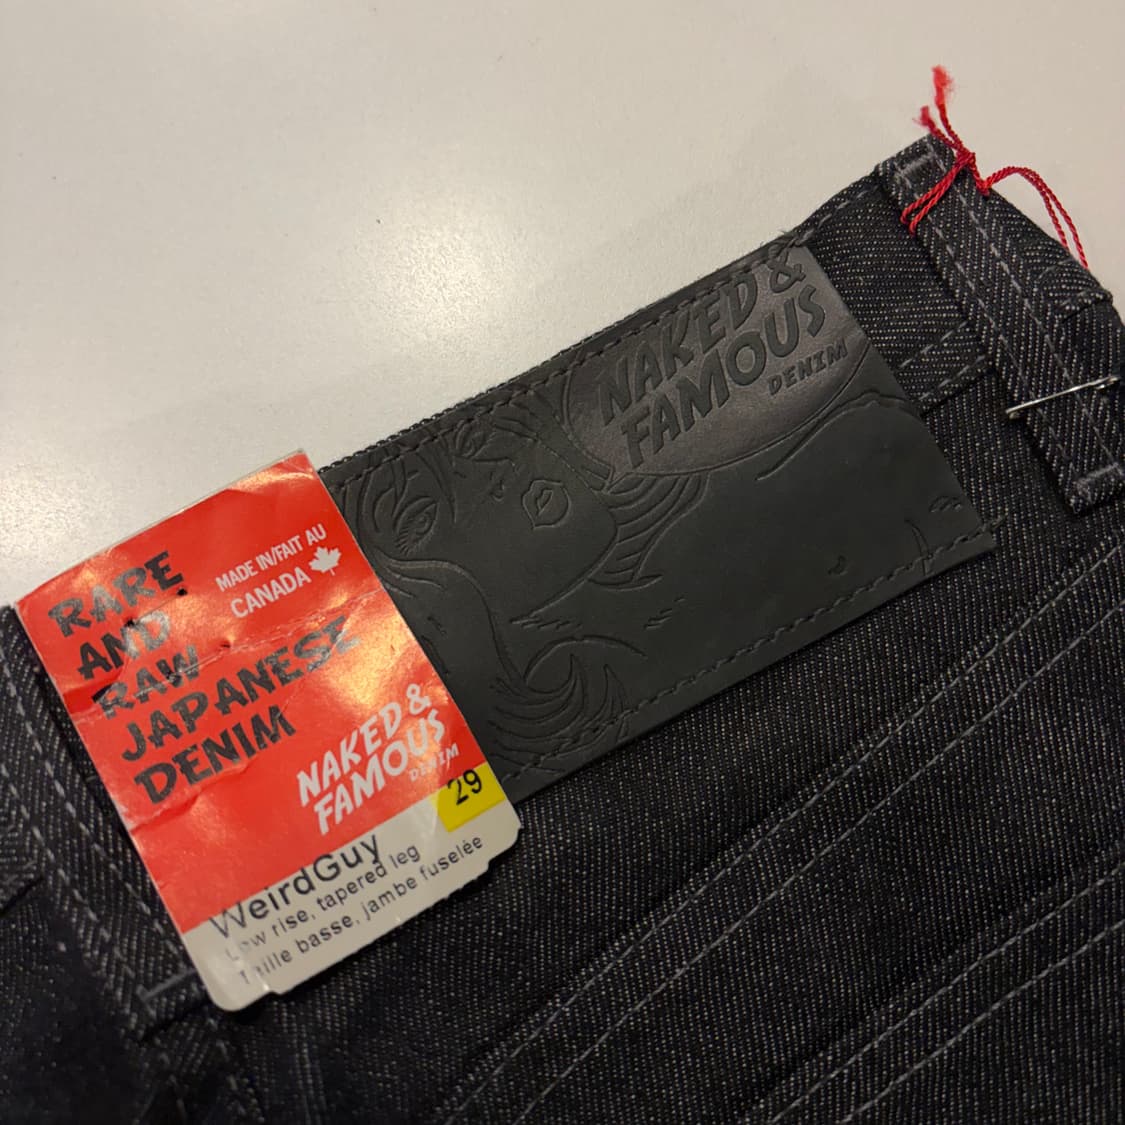 NAKED &
FAMOUS
DENIM
RARE
AND
RAW
JAPANESE
DENIM
MADE IN/FAIT AU
CANADA
NAKED &
FAMOUS
DENIM
29
WeirdGuy
Low rise, tapered leg
Taille basse, jambe fuselée